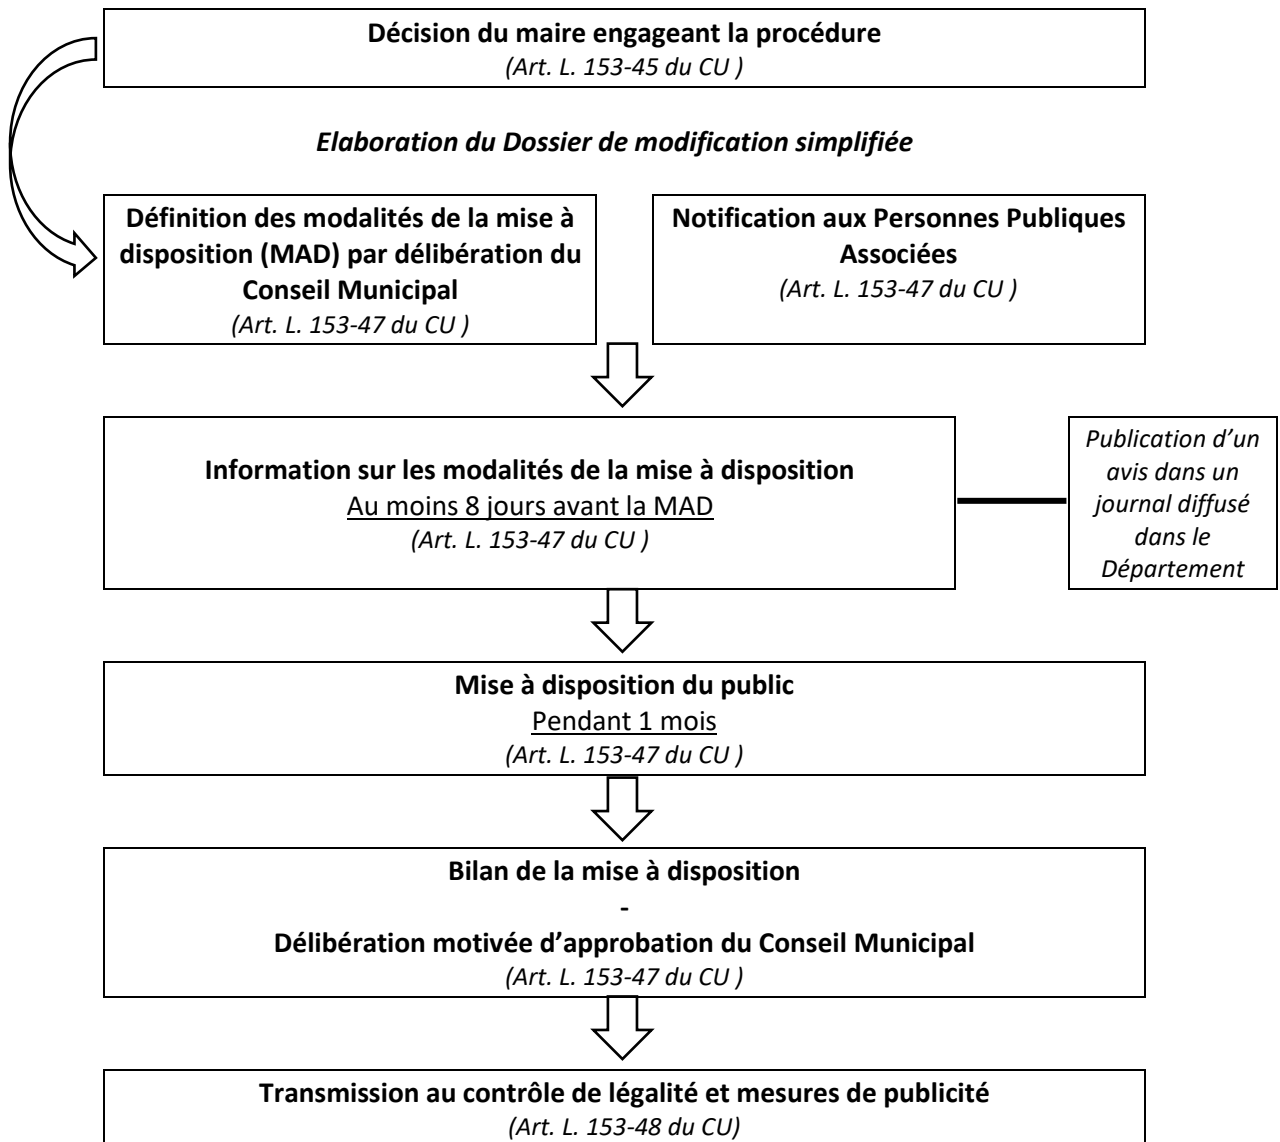 Décision du maire engageant la procédure
(Art. L. 153-45 du CU )
Elaboration du Dossier de modification simplifiée
Définition des modalités de la mise à
disposition (MAD) par délibération du
Conseil Municipal
(Art. L. 153-47 du CU )
Notification aux Personnes Publiques
Associées
(Art. L. 153-47 du CU )
Information sur les modalités de la mise à disposition
Au moins 8 jours avant la MAD
(Art. L. 153-47 du CU )
Publication d’un
avis dans un
journal diffusé
dans le
Département
Mise à disposition du public
Pendant 1 mois
(Art. L. 153-47 du CU )
Bilan de la mise à disposition
-
Délibération motivée d’approbation du Conseil Municipal
(Art. L. 153-47 du CU )
Transmission au contrôle de légalité et mesures de publicité
(Art. L. 153-48 du CU)